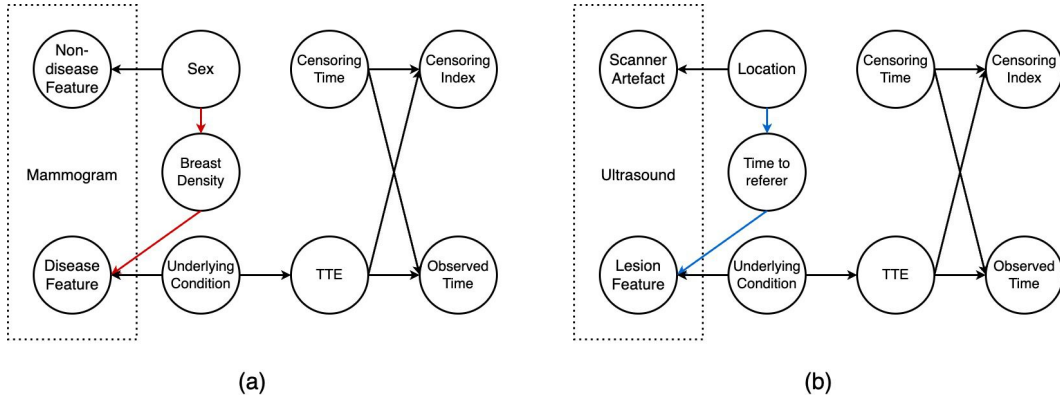 Non-
disease
Feature
Sex
Censoring
Time
Censoring
Index
Mammogram
Breast
Density
Disease
Feature
Underlying
Condition
TTE
Observed
Time
(a)
Scanner
Artefact
Location
Censoring
Time
Censoring
Index
Ultrasound
Time to
referer
Lesion
Feature
Underlying
Condition
TTE
Observed
Time
(b)